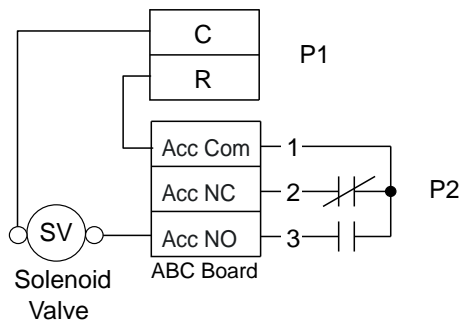 C
P1
R
Acc Com 1
Acc NC 2
P2
SV
Acc NO 3
ABC Board
Solenoid
Valve